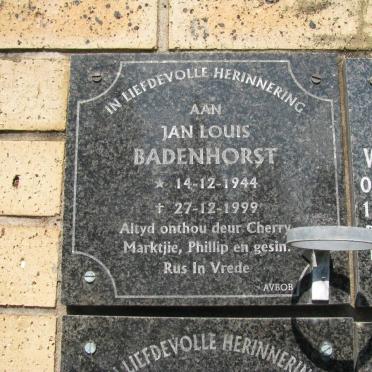 IN LIEFDEVOLLE HERINNERING
AAN
JAN LOUIS
BADENHORST
★ 14-12-1944
† 27-12-1999
Altyd onthou deur Cherry
Marktjie, Phillip en gesin.
Rus In Vrede
AVBOB
IN LIEFDEVOLLE HERINNERING